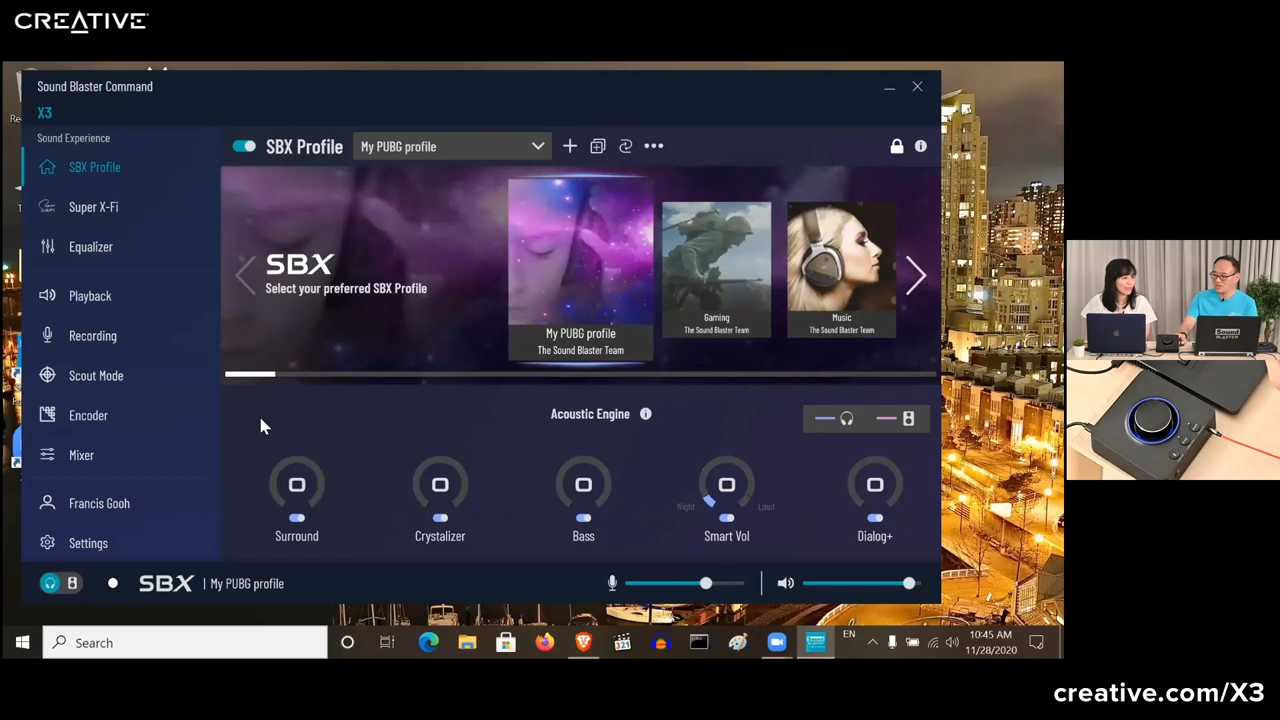 CREATIVE
Sound Blaster Command
X3
Sound Experience
SBX Profile
Super X-Fi
Equalizer
Playback
Recording
Scout Mode
Encoder
Mixer
Francis Gooh
Settings
SBX Profile
My PUBG profile
SBX
Select your preferred SBX Profile
My PUBG profile
The Sound Blaster Team
Gaming
The Sound Blaster Team
Music
The Sound Blaster Team
Acoustic Engine
0
0
0
0
0
Night
Loud
Surround
Crystalizer
Bass
Smart Vol
Dialog+
SBX | My PUBG profile
Search
EN
10:45 AM
11/28/2020
Sound
BLASTER
creative.com/X3